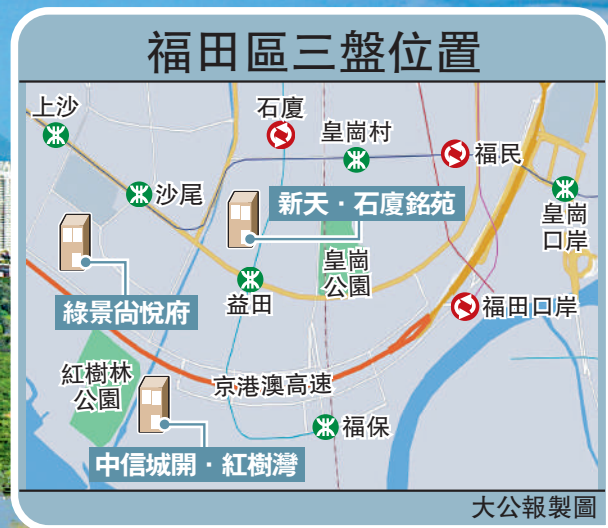 福田區三盤位置
上沙
石廈
皇崗村
福民
沙尾
新天·石廈銘苑
皇崗
口岸
皇崗
公園
益田
綠景尙悅府
福田口岸
紅樹林
公園
京港澳高速
福保
中信城開·紅樹灣
大公報製圖